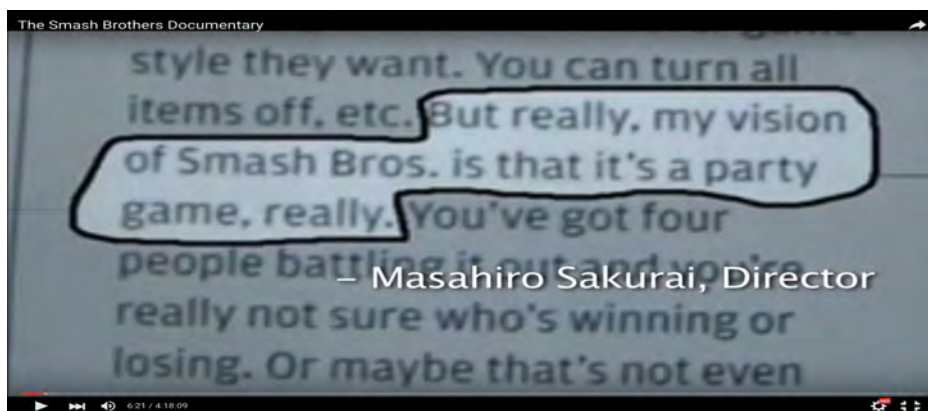 The Smash Brothers Documentary
style they want. You can turn all
items off, etc. But really, my vision
of Smash Bros. is that it's a party
game, really. You've got four
people battling it out and you're
– Masahiro Sakurai, Director
really not sure who's winning or
losing. Or maybe that's not even
6:21 / 4:18:09